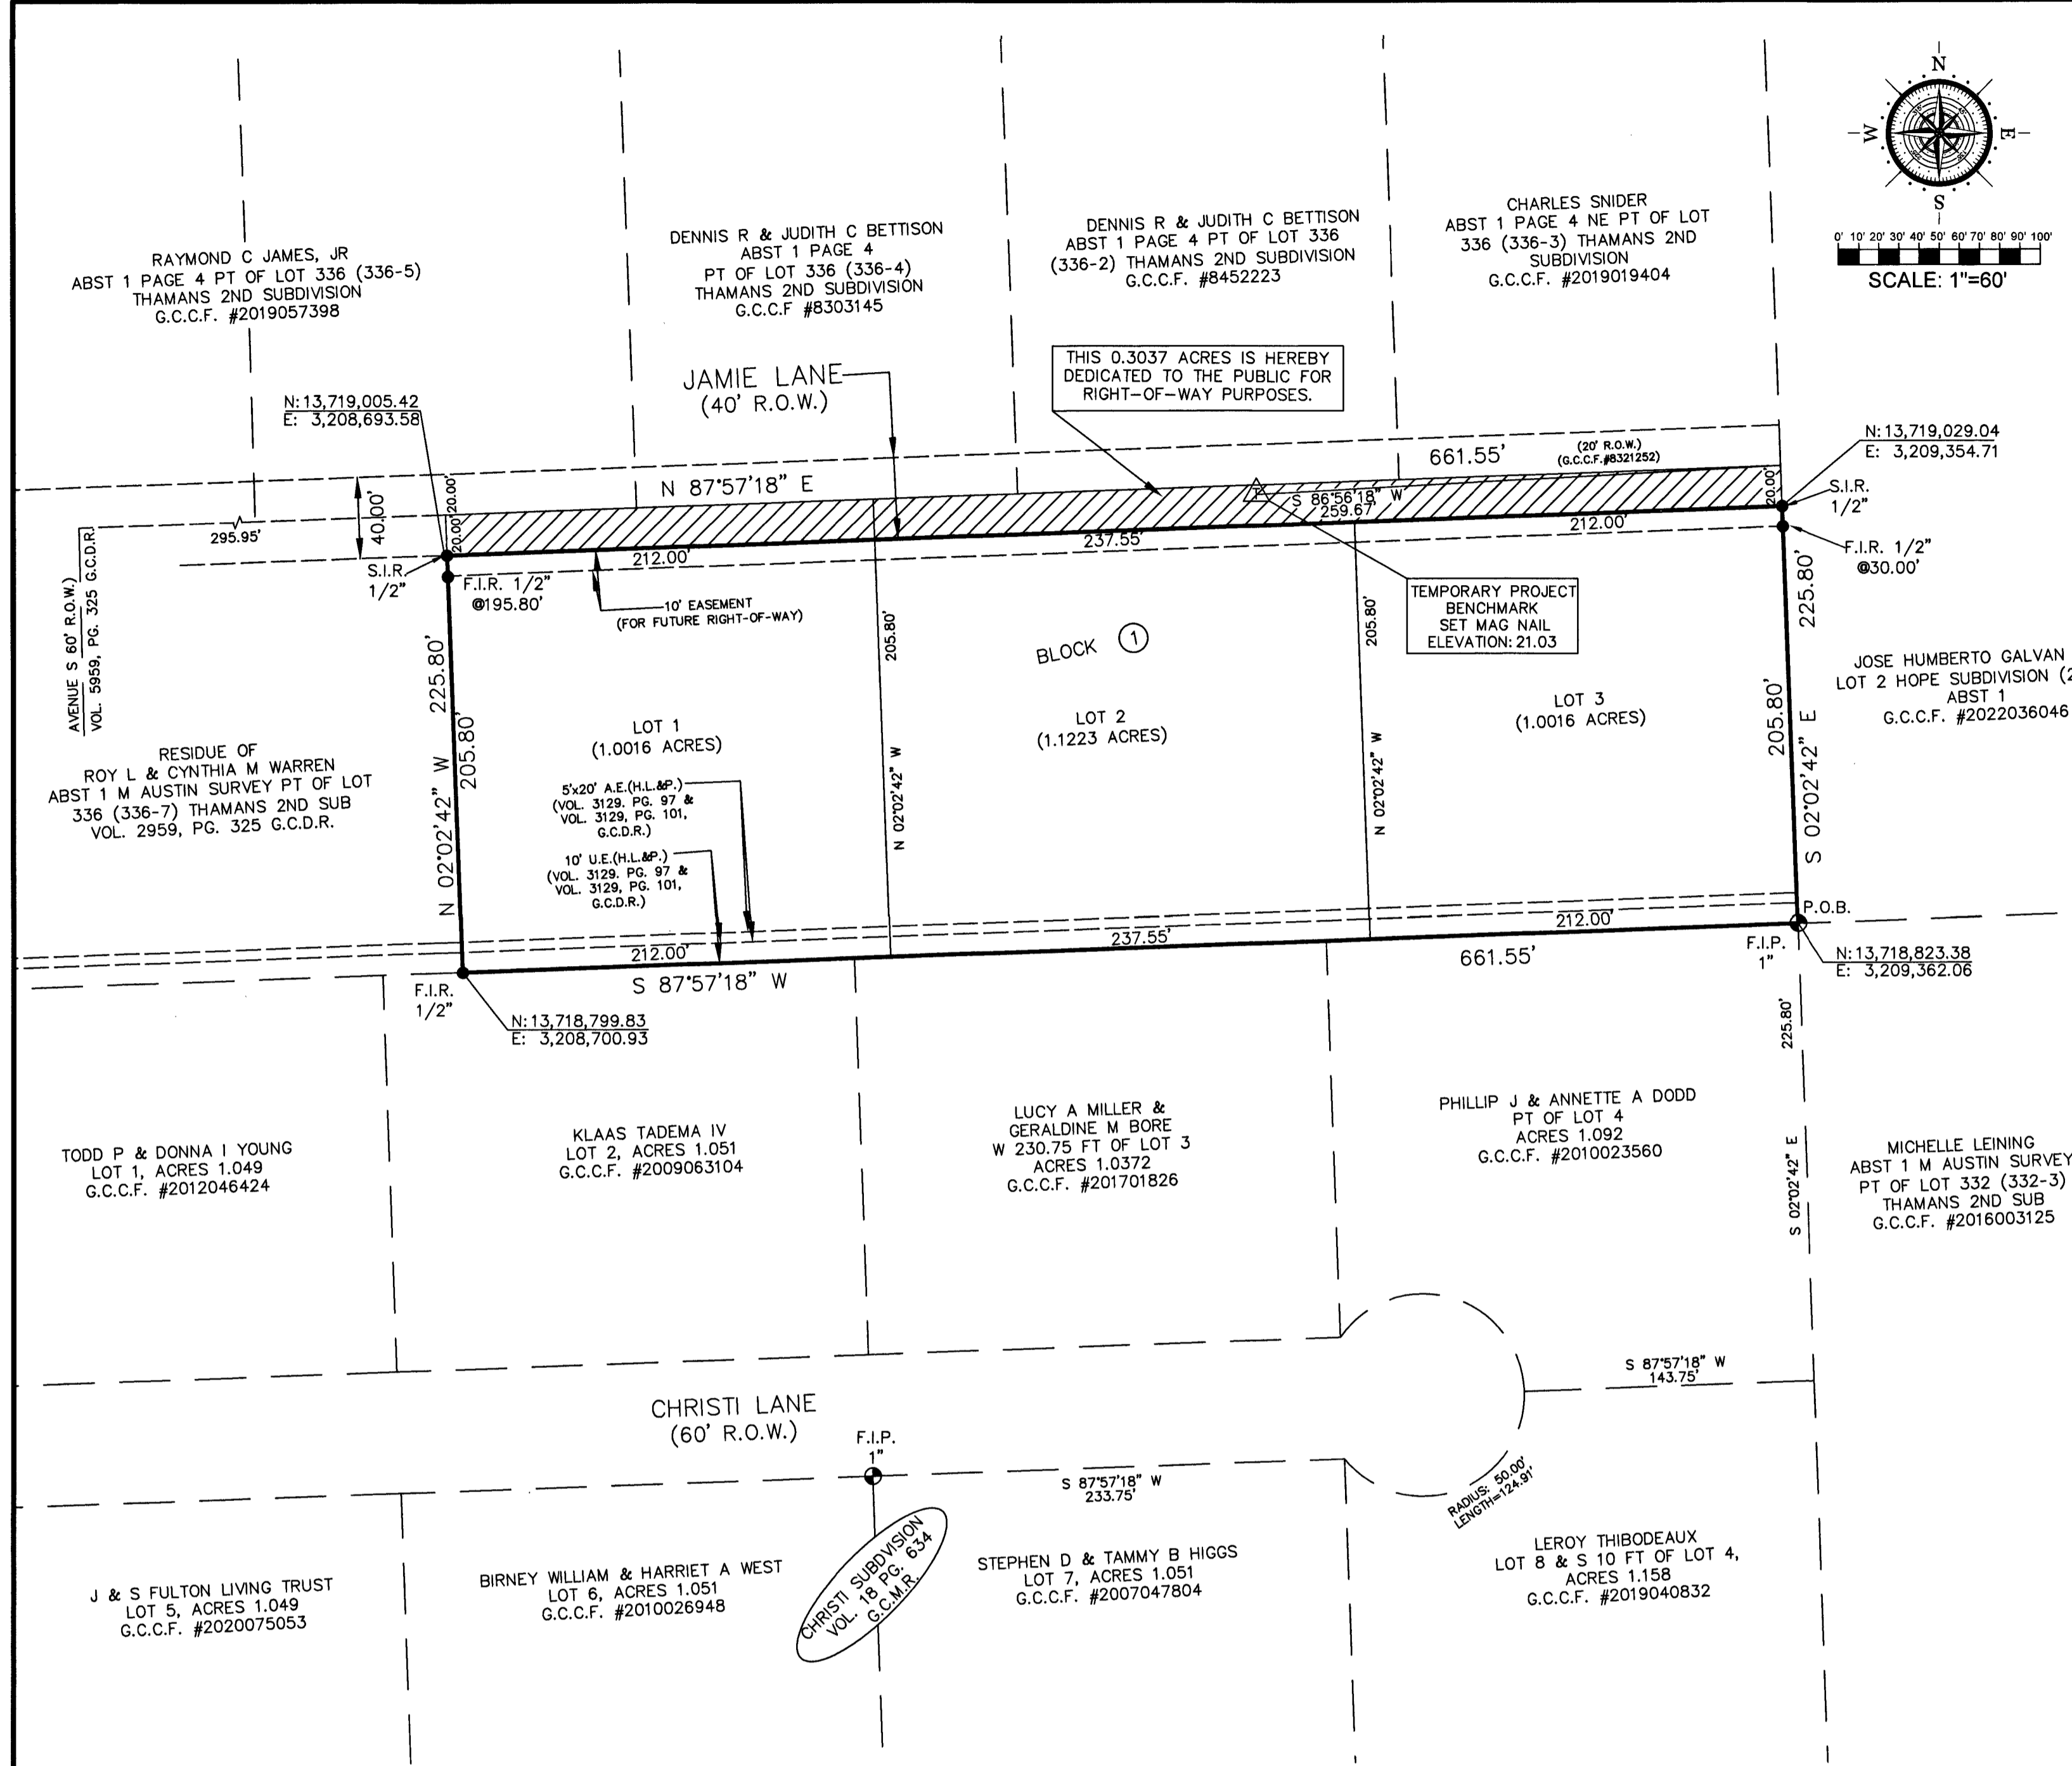 N
W
E
S
0' 10' 20' 30' 40' 50' 60' 70' 80' 90' 100'
SCALE: 1"=60'
RAYMOND C JAMES, JR
ABST 1 PAGE 4 PT OF LOT 336 (336-5)
THAMANS 2ND SUBDIVISION
G.C.C.F. #2019057398
DENNIS R & JUDITH C BETTISON
ABST 1 PAGE 4
PT OF LOT 336 (336-4)
THAMANS 2ND SUBDIVISION
G.C.C.F #8303145
DENNIS R & JUDITH C BETTISON
ABST 1 PAGE 4 PT OF LOT 336
(336-2) THAMANS 2ND SUBDIVISION
G.C.C.F. #8452223
CHARLES SNIDER
ABST 1 PAGE 4 NE PT OF LOT
336 (336-3) THAMANS 2ND
SUBDIVISION
G.C.C.F. #2019019404
JAMIE LANE
(40' R.O.W.)
THIS 0.3037 ACRES IS HEREBY
DEDICATED TO THE PUBLIC FOR
RIGHT-OF-WAY PURPOSES.
N: 13,719,005.42
E: 3,208,693.58
N: 13,719,029.04
E: 3,209,354.71
661.55'
(20' R.O.W.)
(G.C.C.F.#8321252)
N 87°57'18" E
20.00'
20.00'
40.00'
295.95'
S 86°56'18" W
259.67'
T
20.00'
S.I.R.
1/2"
212.00'
237.55'
212.00'
S.I.R.
1/2"
F.I.R. 1/2"
@195.80'
F.I.R. 1/2"
@30.00'
10' EASEMENT
(FOR FUTURE RIGHT-OF-WAY)
TEMPORARY PROJECT
BENCHMARK
SET MAG NAIL
ELEVATION: 21.03
AVENUE S 60' R.O.W.)
VOL. 5959, PG. 325 G.C.D.R.
225.80'
205.80'
N 02°02'42" W
205.80'
N 02°02'42" W
205.80'
N 02°02'42" W
225.80'
205.80'
S 02°02'42" E
BLOCK 1
LOT 1
(1.0016 ACRES)
LOT 2
(1.1223 ACRES)
LOT 3
(1.0016 ACRES)
JOSE HUMBERTO GALVAN
LOT 2 HOPE SUBDIVISION (2
ABST 1
G.C.C.F. #2022036046
RESIDUE OF
ROY L & CYNTHIA M WARREN
ABST 1 M AUSTIN SURVEY PT OF LOT
336 (336-7) THAMANS 2ND SUB
VOL. 2959, PG. 325 G.C.D.R.
5'x20' A.E.(H.L.&P.)
(VOL. 3129. PG. 97 &
VOL. 3129, PG. 101,
G.C.D.R.)
10' U.E.(H.L.&P.)
(VOL. 3129. PG. 97 &
VOL. 3129, PG. 101,
G.C.D.R.)
212.00'
237.55'
212.00'
S 87°57'18" W
661.55'
P.O.B.
F.I.P.
1"
N: 13,718,823.38
E: 3,209,362.06
F.I.R.
1/2"
N: 13,718,799.83
E: 3,208,700.93
225.80'
S 02°02'42" E
TODD P & DONNA I YOUNG
LOT 1, ACRES 1.049
G.C.C.F. #2012046424
KLAAS TADEMA IV
LOT 2, ACRES 1.051
G.C.C.F. #2009063104
LUCY A MILLER &
GERALDINE M BORE
W 230.75 FT OF LOT 3
ACRES 1.0372
G.C.C.F. #201701826
PHILLIP J & ANNETTE A DODD
PT OF LOT 4
ACRES 1.092
G.C.C.F. #2010023560
MICHELLE LEINING
ABST 1 M AUSTIN SURVEY
PT OF LOT 332 (332-3)
THAMANS 2ND SUB
G.C.C.F. #2016003125
S 87°57'18" W
143.75'
CHRISTI LANE
(60' R.O.W.)
F.I.P.
1"
S 87°57'18" W
233.75'
RADIUS: 50.00'
LENGTH=124.91'
CHRISTI SUBDVISION
VOL. 18 PG. 634
G.C.M.R.
J & S FULTON LIVING TRUST
LOT 5, ACRES 1.049
G.C.C.F. #2020075053
BIRNEY WILLIAM & HARRIET A WEST
LOT 6, ACRES 1.051
G.C.C.F. #2010026948
STEPHEN D & TAMMY B HIGGS
LOT 7, ACRES 1.051
G.C.C.F. #2007047804
LEROY THIBODEAUX
LOT 8 & S 10 FT OF LOT 4,
ACRES 1.158
G.C.C.F. #2019040832